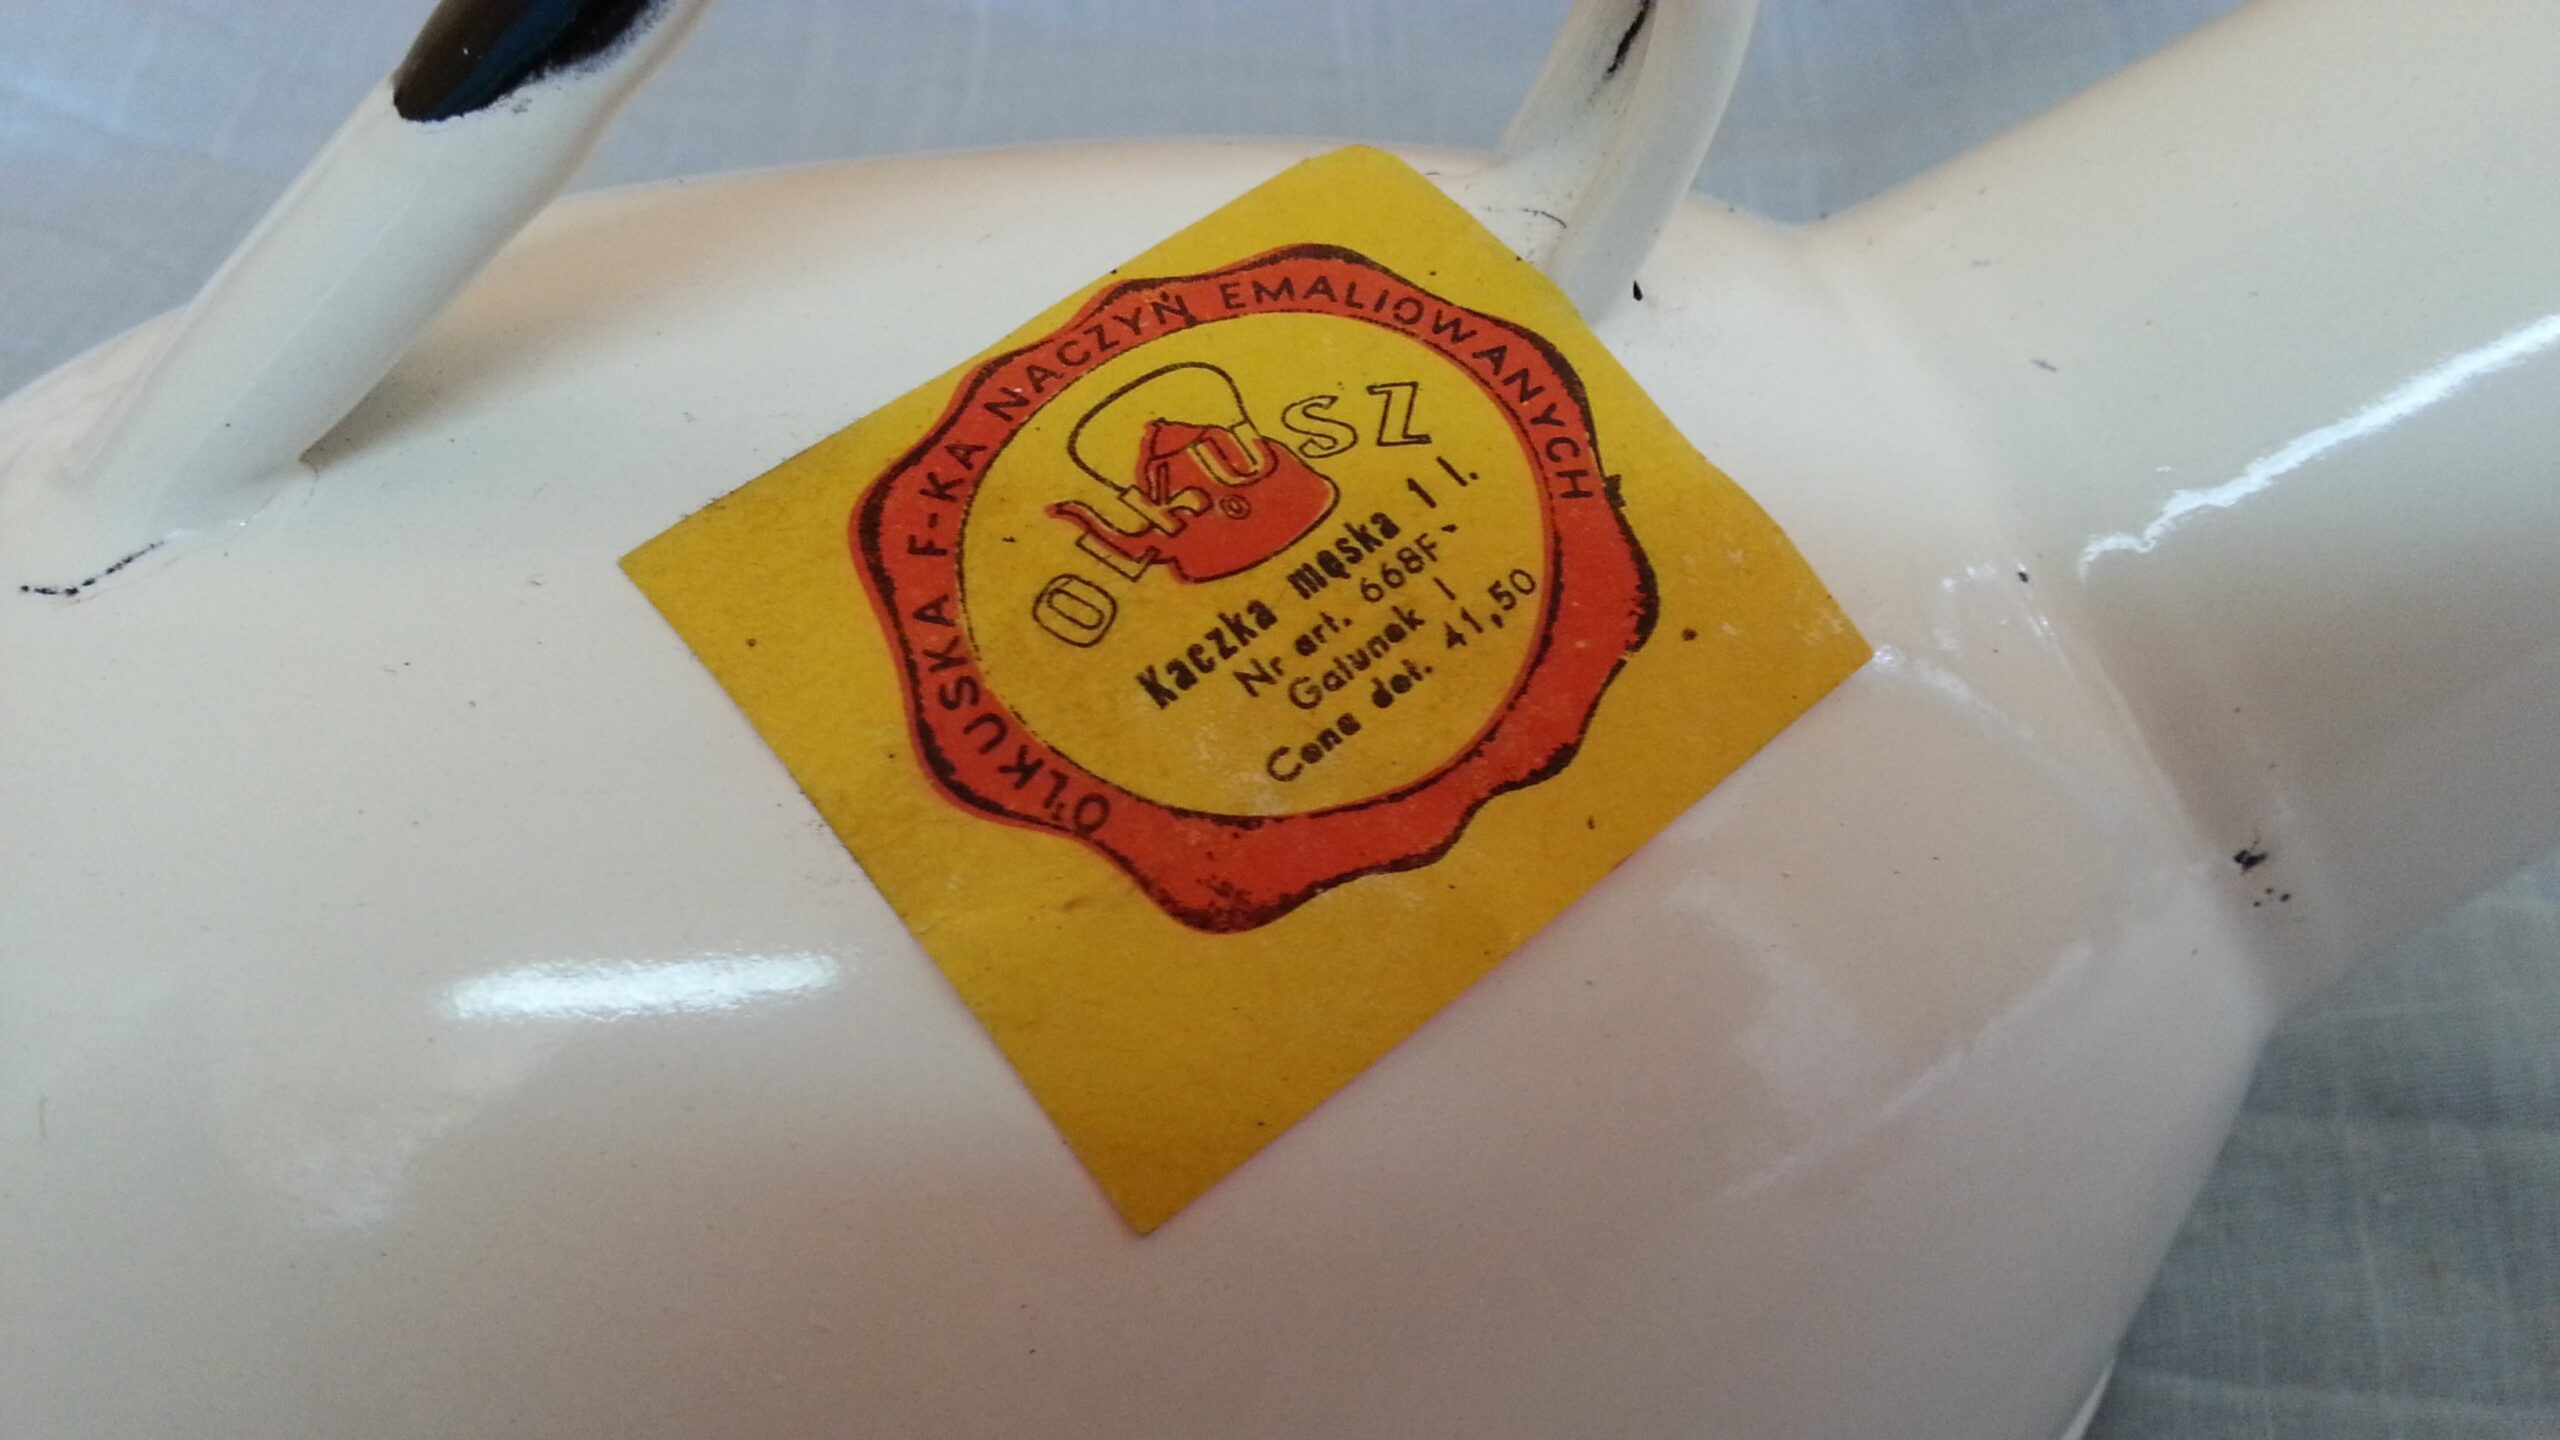 OLKUSKA F-KA NACZYŃ EMALIOWANYCH
OLKUSZ
Kaczka męska 1 l.
Nr art. 668F
Gatunek I
Cena det. 41,50